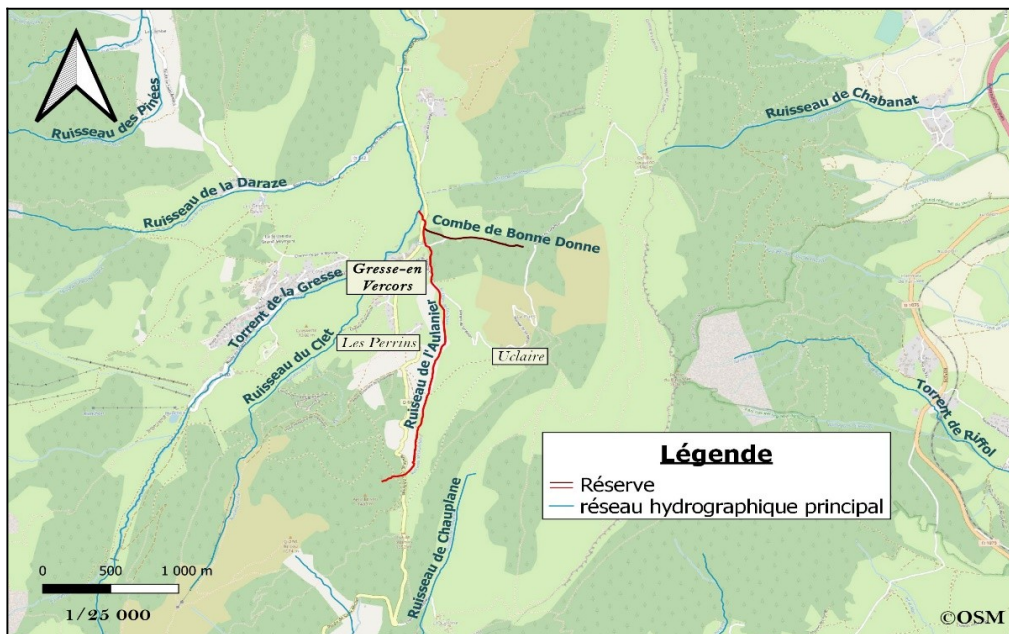 Ruisseau des Pinées
Ruisseau de Chabanat
Ruisseau de la Daraze
Combe de Bonne Donne
Gresse-en
Vercors
Torrent de la Gresse
Ruisseau du Clet
Les Perrins
Ruiseau de l'Aulanier
Uclaire
Torrent de Riffol
Ruisseau de Chauplane
Légende
Réserve
réseau hydrographique principal
0 500 1 000 m
1/25 000
©OSM